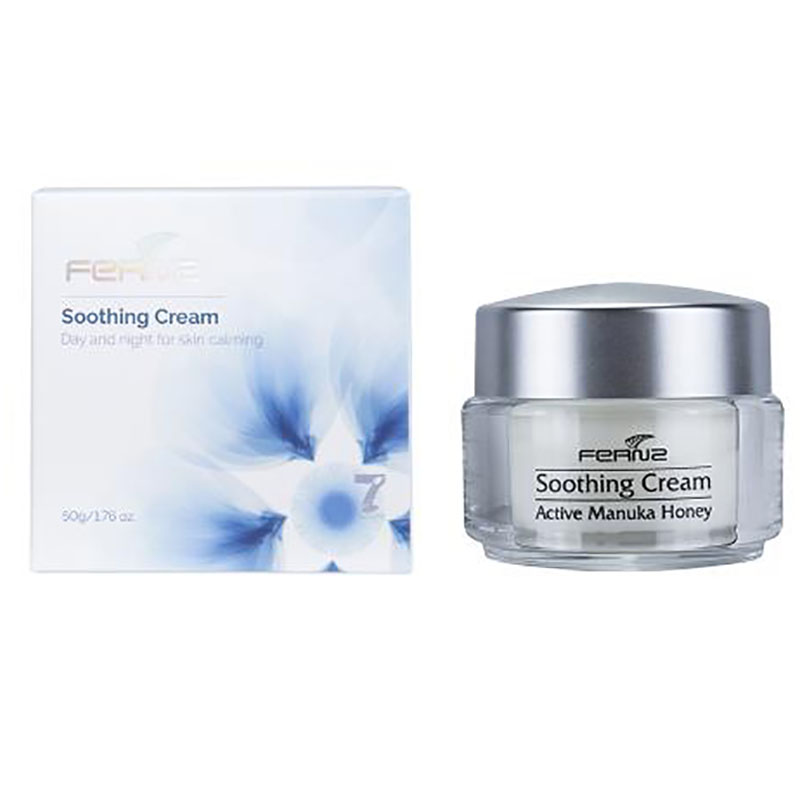 FERNZ
Soothing Cream
Day and night for skin calming
50g/1.76 oz.
7
FERNZ
Soothing Cream
Active Manuka Honey